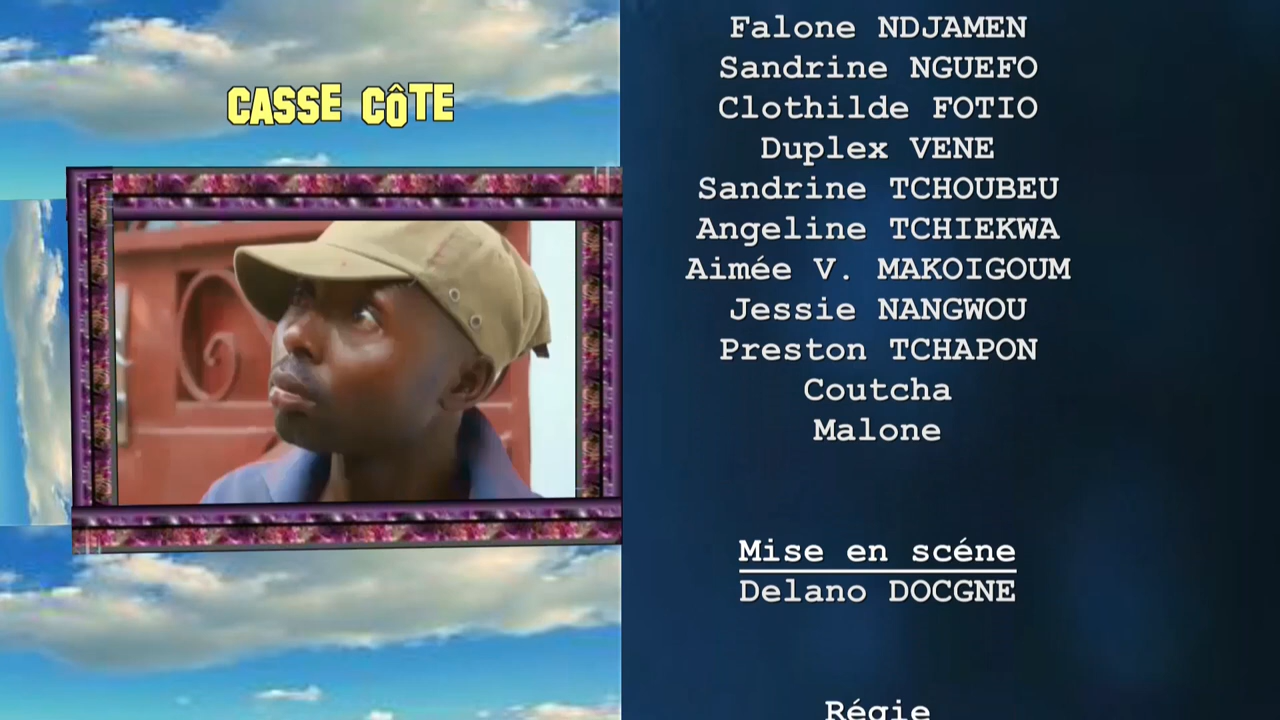 CASSE CÔTE
Falone NDJAMEN
Sandrine NGUEFO
Clothilde FOTIO
Duplex VENE
Sandrine TCHOUBEU
Angeline TCHIEKWA
Aimée V. MAKOIGOUM
Jessie NANGWOU
Preston TCHAPON
Coutcha
Malone
Mise en scéne
Delano DOCGNE
Régie